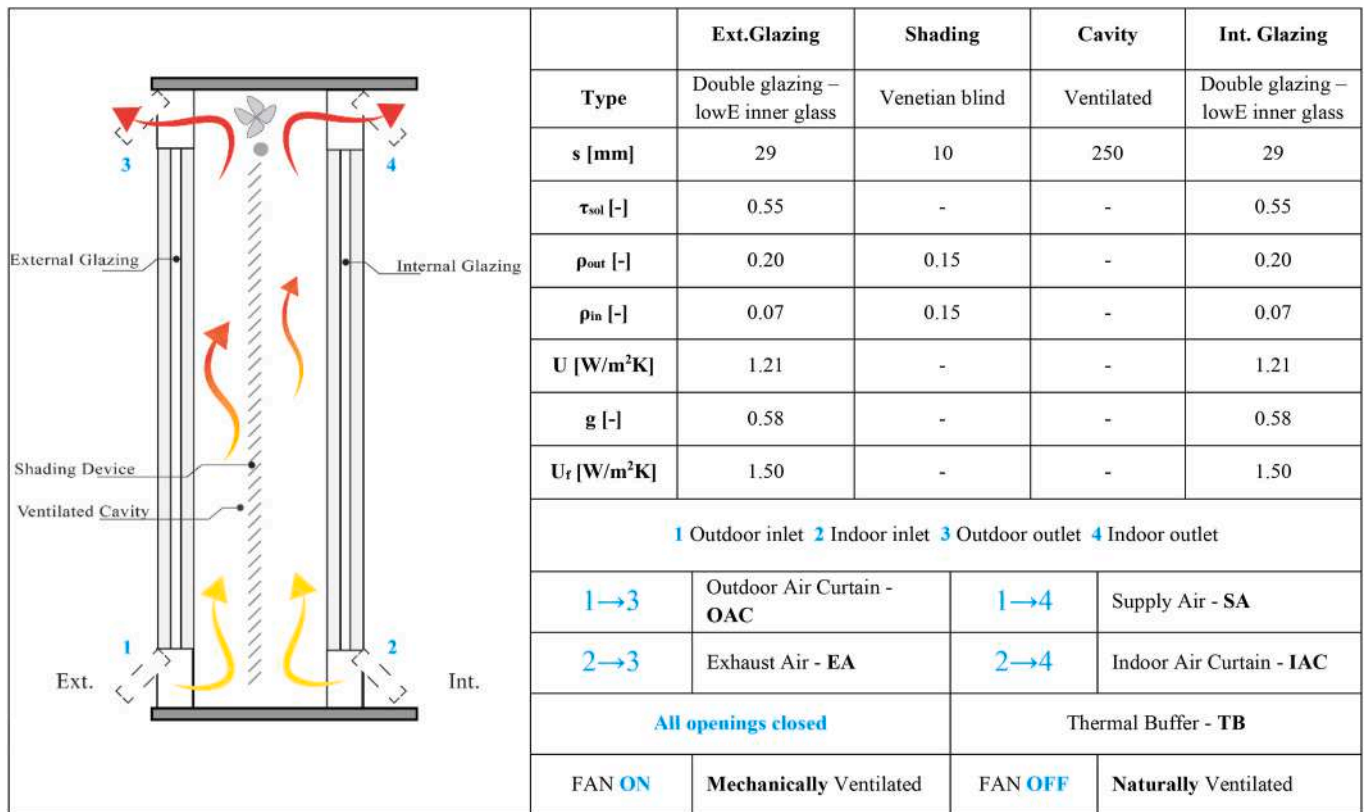 3
4
External Glazing
Internal Glazing
Shading Device
Ventilated Cavity
1
2
Ext.
Int.
Ext.Glazing Shading Cavity Int. Glazing
Type Double glazing – lowE inner glass Venetian blind Ventilated Double glazing – lowE inner glass
s [mm] 29 10 250 29
τsol [-] 0.55 - - 0.55
ρout [-] 0.20 0.15 - 0.20
ρin [-] 0.07 0.15 - 0.07
U [W/m²K] 1.21 - - 1.21
g [-] 0.58 - - 0.58
Uf [W/m²K] 1.50 - - 1.50
1 Outdoor inlet 2 Indoor inlet 3 Outdoor outlet 4 Indoor outlet
1→3 Outdoor Air Curtain - OAC 1→4 Supply Air - SA
2→3 Exhaust Air - EA 2→4 Indoor Air Curtain - IAC
All openings closed Thermal Buffer - TB
FAN ON Mechanically Ventilated FAN OFF Naturally Ventilated